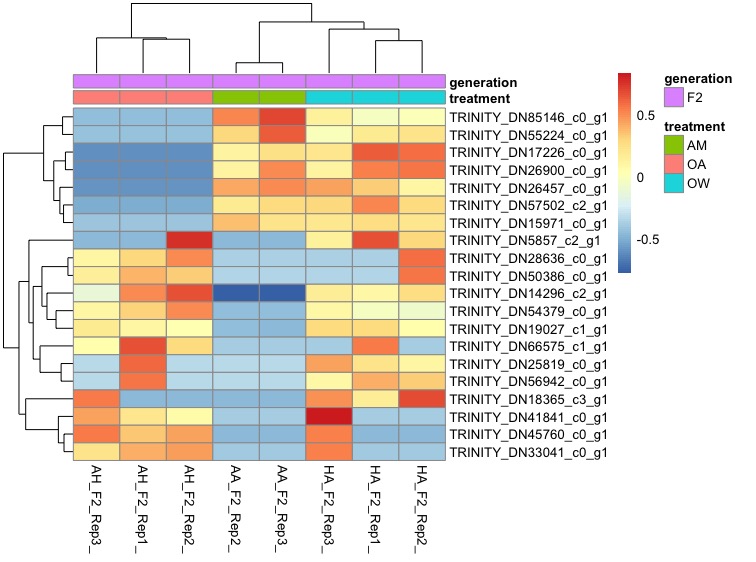 generation
treatment
TRINITY_DN85146_c0_g1
TRINITY_DN55224_c0_g1
TRINITY_DN17226_c0_g1
TRINITY_DN26900_c0_g1
TRINITY_DN26457_c0_g1
TRINITY_DN57502_c2_g1
TRINITY_DN15971_c0_g1
TRINITY_DN5857_c2_g1
TRINITY_DN28636_c0_g1
TRINITY_DN50386_c0_g1
TRINITY_DN14296_c2_g1
TRINITY_DN54379_c0_g1
TRINITY_DN19027_c1_g1
TRINITY_DN66575_c1_g1
TRINITY_DN25819_c0_g1
TRINITY_DN56942_c0_g1
TRINITY_DN18365_c3_g1
TRINITY_DN41841_c0_g1
TRINITY_DN45760_c0_g1
TRINITY_DN33041_c0_g1
AH_F2_Rep3_
AH_F2_Rep1_
AH_F2_Rep2_
AA_F2_Rep2_
AA_F2_Rep3_
HA_F2_Rep3_
HA_F2_Rep1_
HA_F2_Rep2_
0.5
0
-0.5
generation
F2
treatment
AM
OA
OW